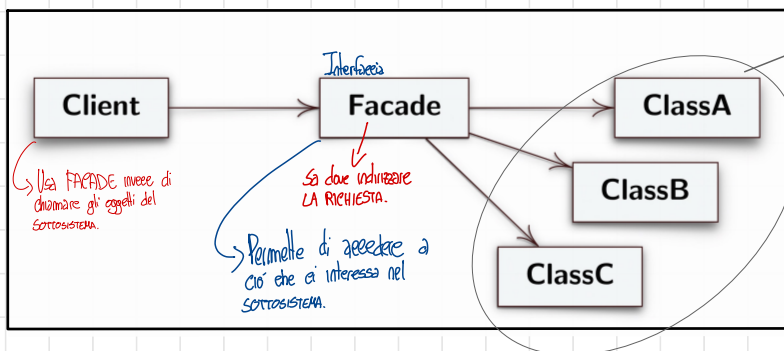 Interfaccia
Client
Facade
ClassA
ClassB
ClassC
Usa FACADE invece di
chiamare gli oggetti del
SOTTOSISTEMA.
Sa dove indirizzare
LA RICHIESTA.
Permette di accedere a
ciò che ci interessa nel
SOTTOSISTEMA.